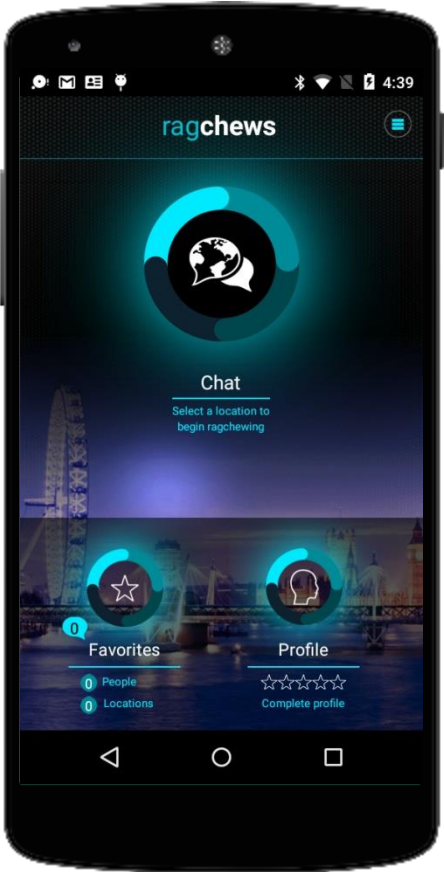 4:39
ragchews
Chat
Select a location to
begin ragchewing
0
Favorites
Profile
0 People
0 Locations
Complete profile